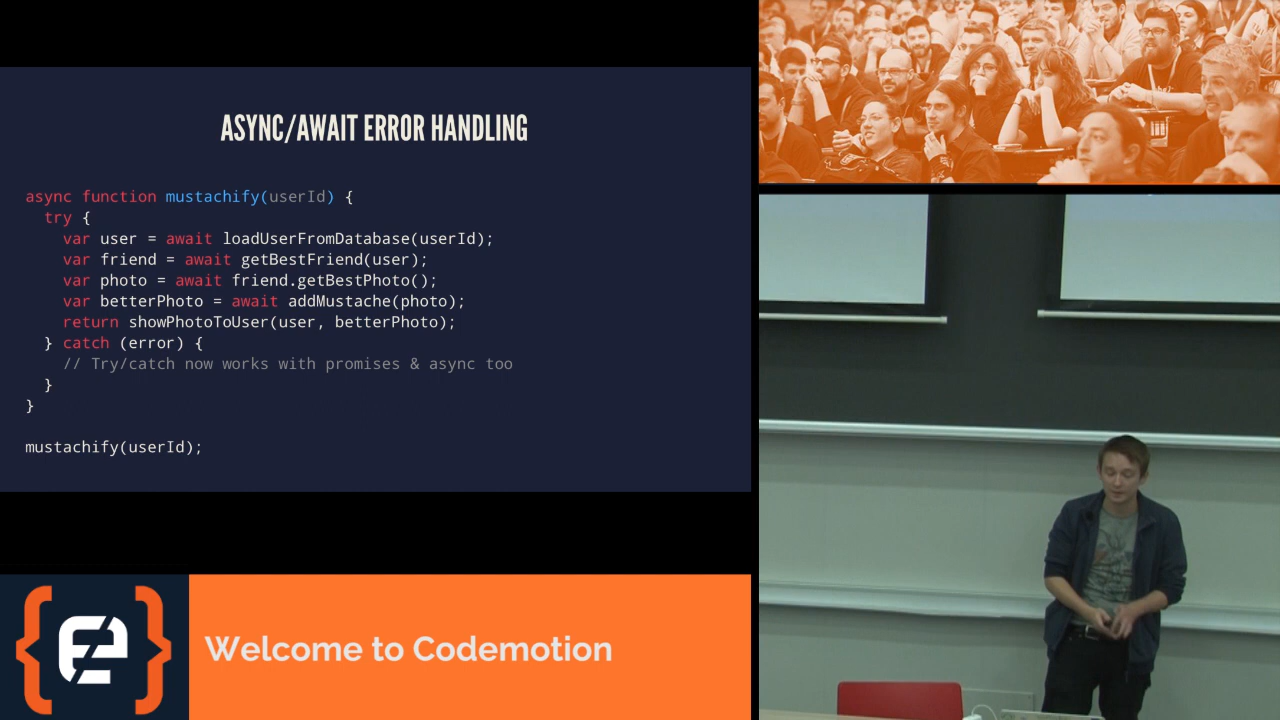 ASYNC/AWAIT ERROR HANDLING
async function mustachify(userId) {
  try {
    var user = await loadUserFromDatabase(userId);
    var friend = await getBestFriend(user);
    var photo = await friend.getBestPhoto();
    var betterPhoto = await addMustache(photo);
    return showPhotoToUser(user, betterPhoto);
  } catch (error) {
    // Try/catch now works with promises & async too
  }
}
mustachify(userId);
Welcome to Codemotion